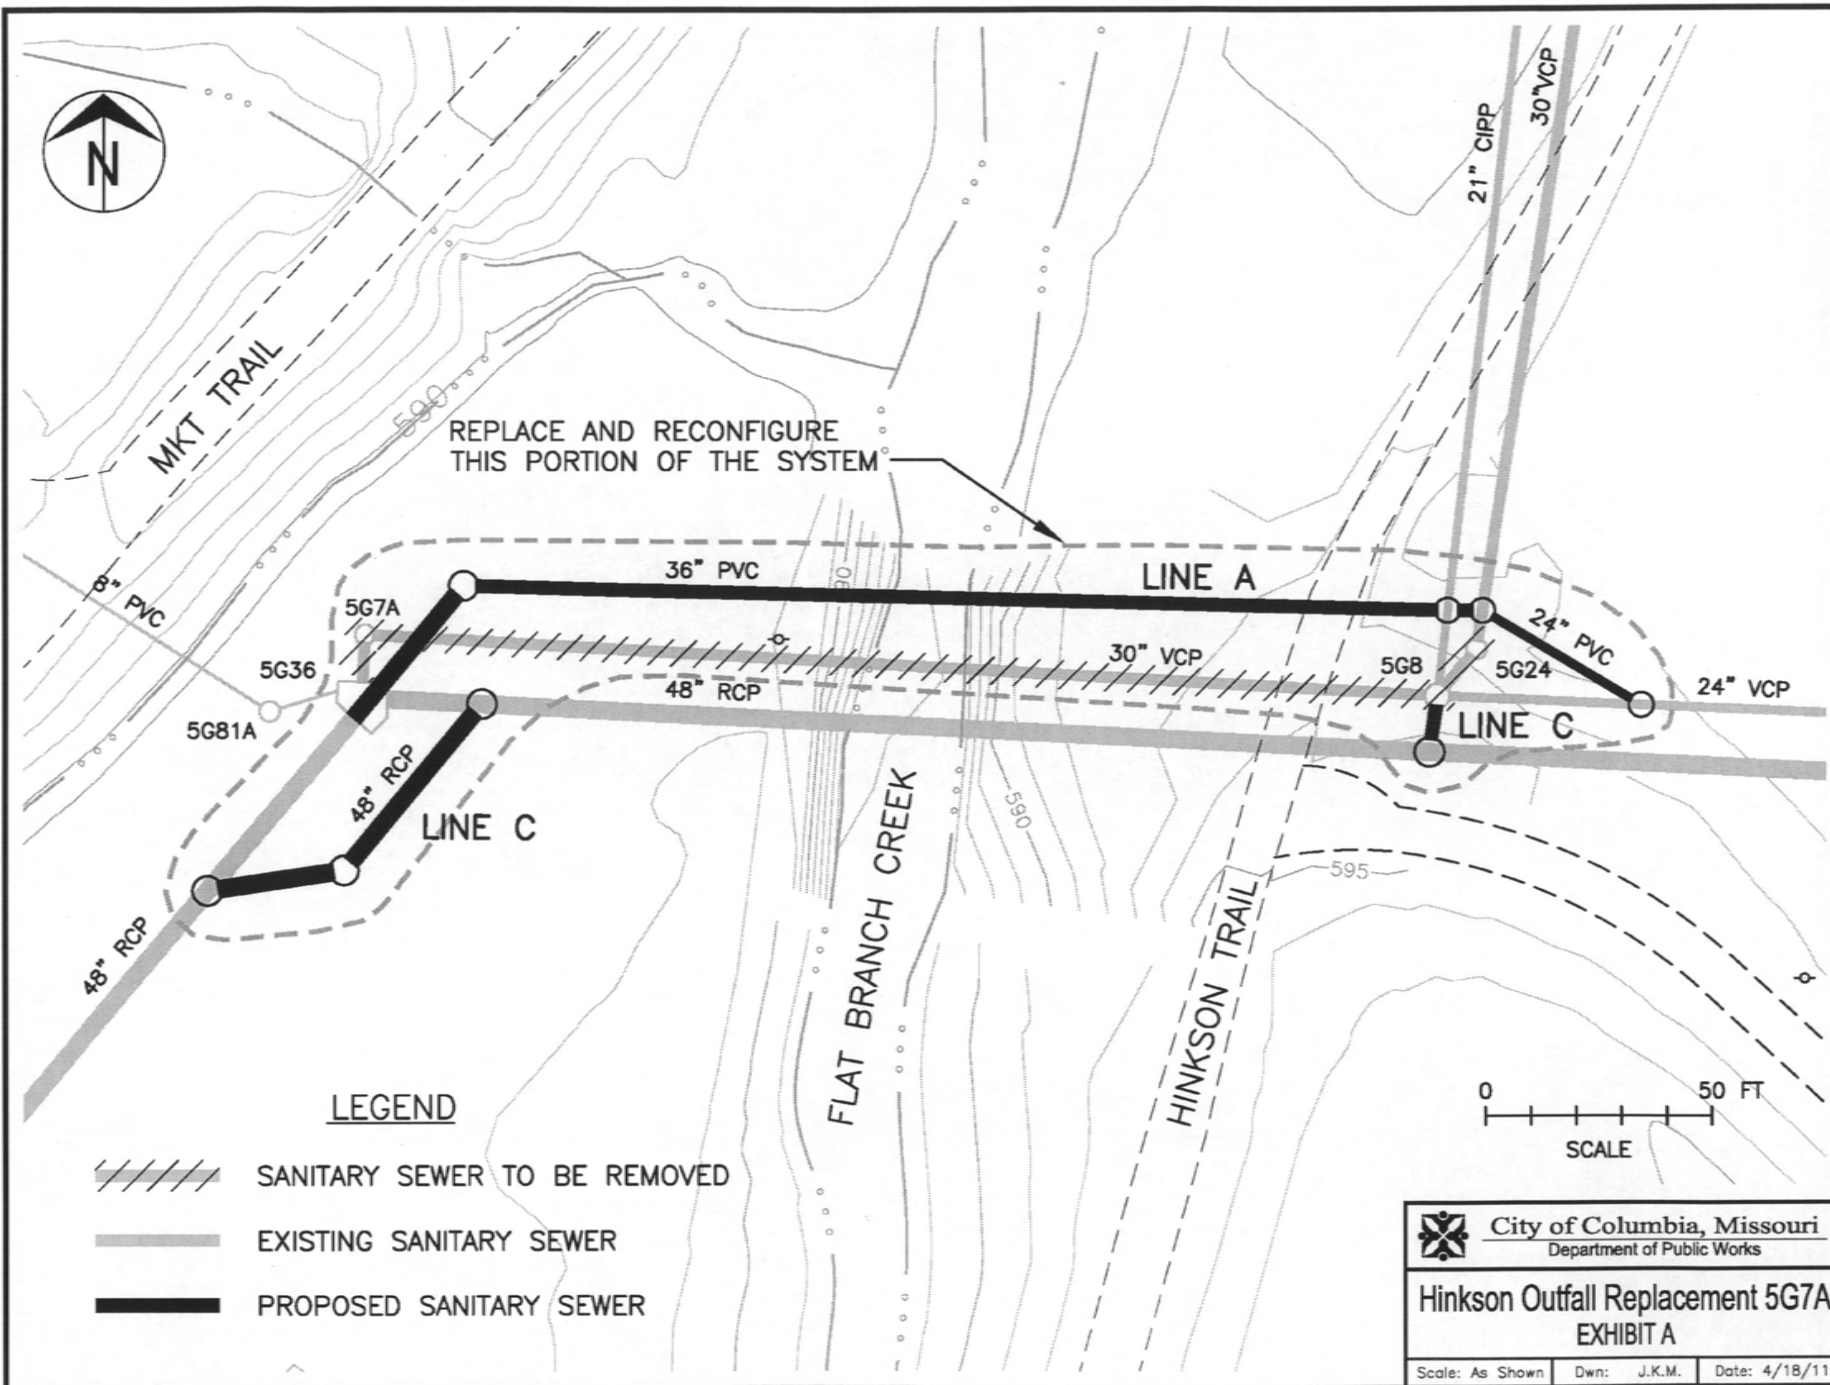 N
21" CIPP
30"VCP
MKT TRAIL
590
REPLACE AND RECONFIGURE
THIS PORTION OF THE SYSTEM
8" PVC
5G7A
36" PVC
LINE A
24" PVC
5G36
30" VCP
5G8
5G24
48" RCP
24" VCP
5G81A
LINE C
48" RCP
LINE C
590
595
48" RCP
FLAT BRANCH CREEK
HINKSON TRAIL
0 50 FT
SCALE
LEGEND
SANITARY SEWER TO BE REMOVED
EXISTING SANITARY SEWER
PROPOSED SANITARY SEWER
City of Columbia, Missouri
Department of Public Works
Hinkson Outfall Replacement 5G7A
EXHIBIT A
Scale: As Shown
Dwn: J.K.M.
Date: 4/18/11